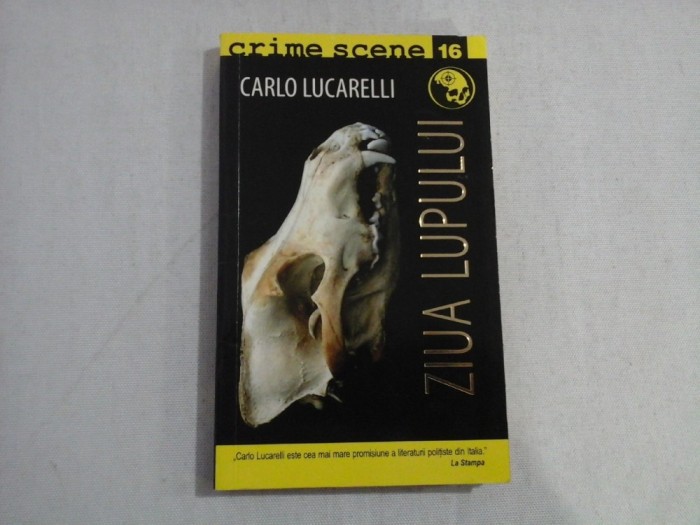 crime scene 16
CARLO LUCARELLI
ZIUA LUPULUI
„Carlo Lucarelli este cea mai mare promisiune a literaturii polițiste din Italia.”
La Stampa